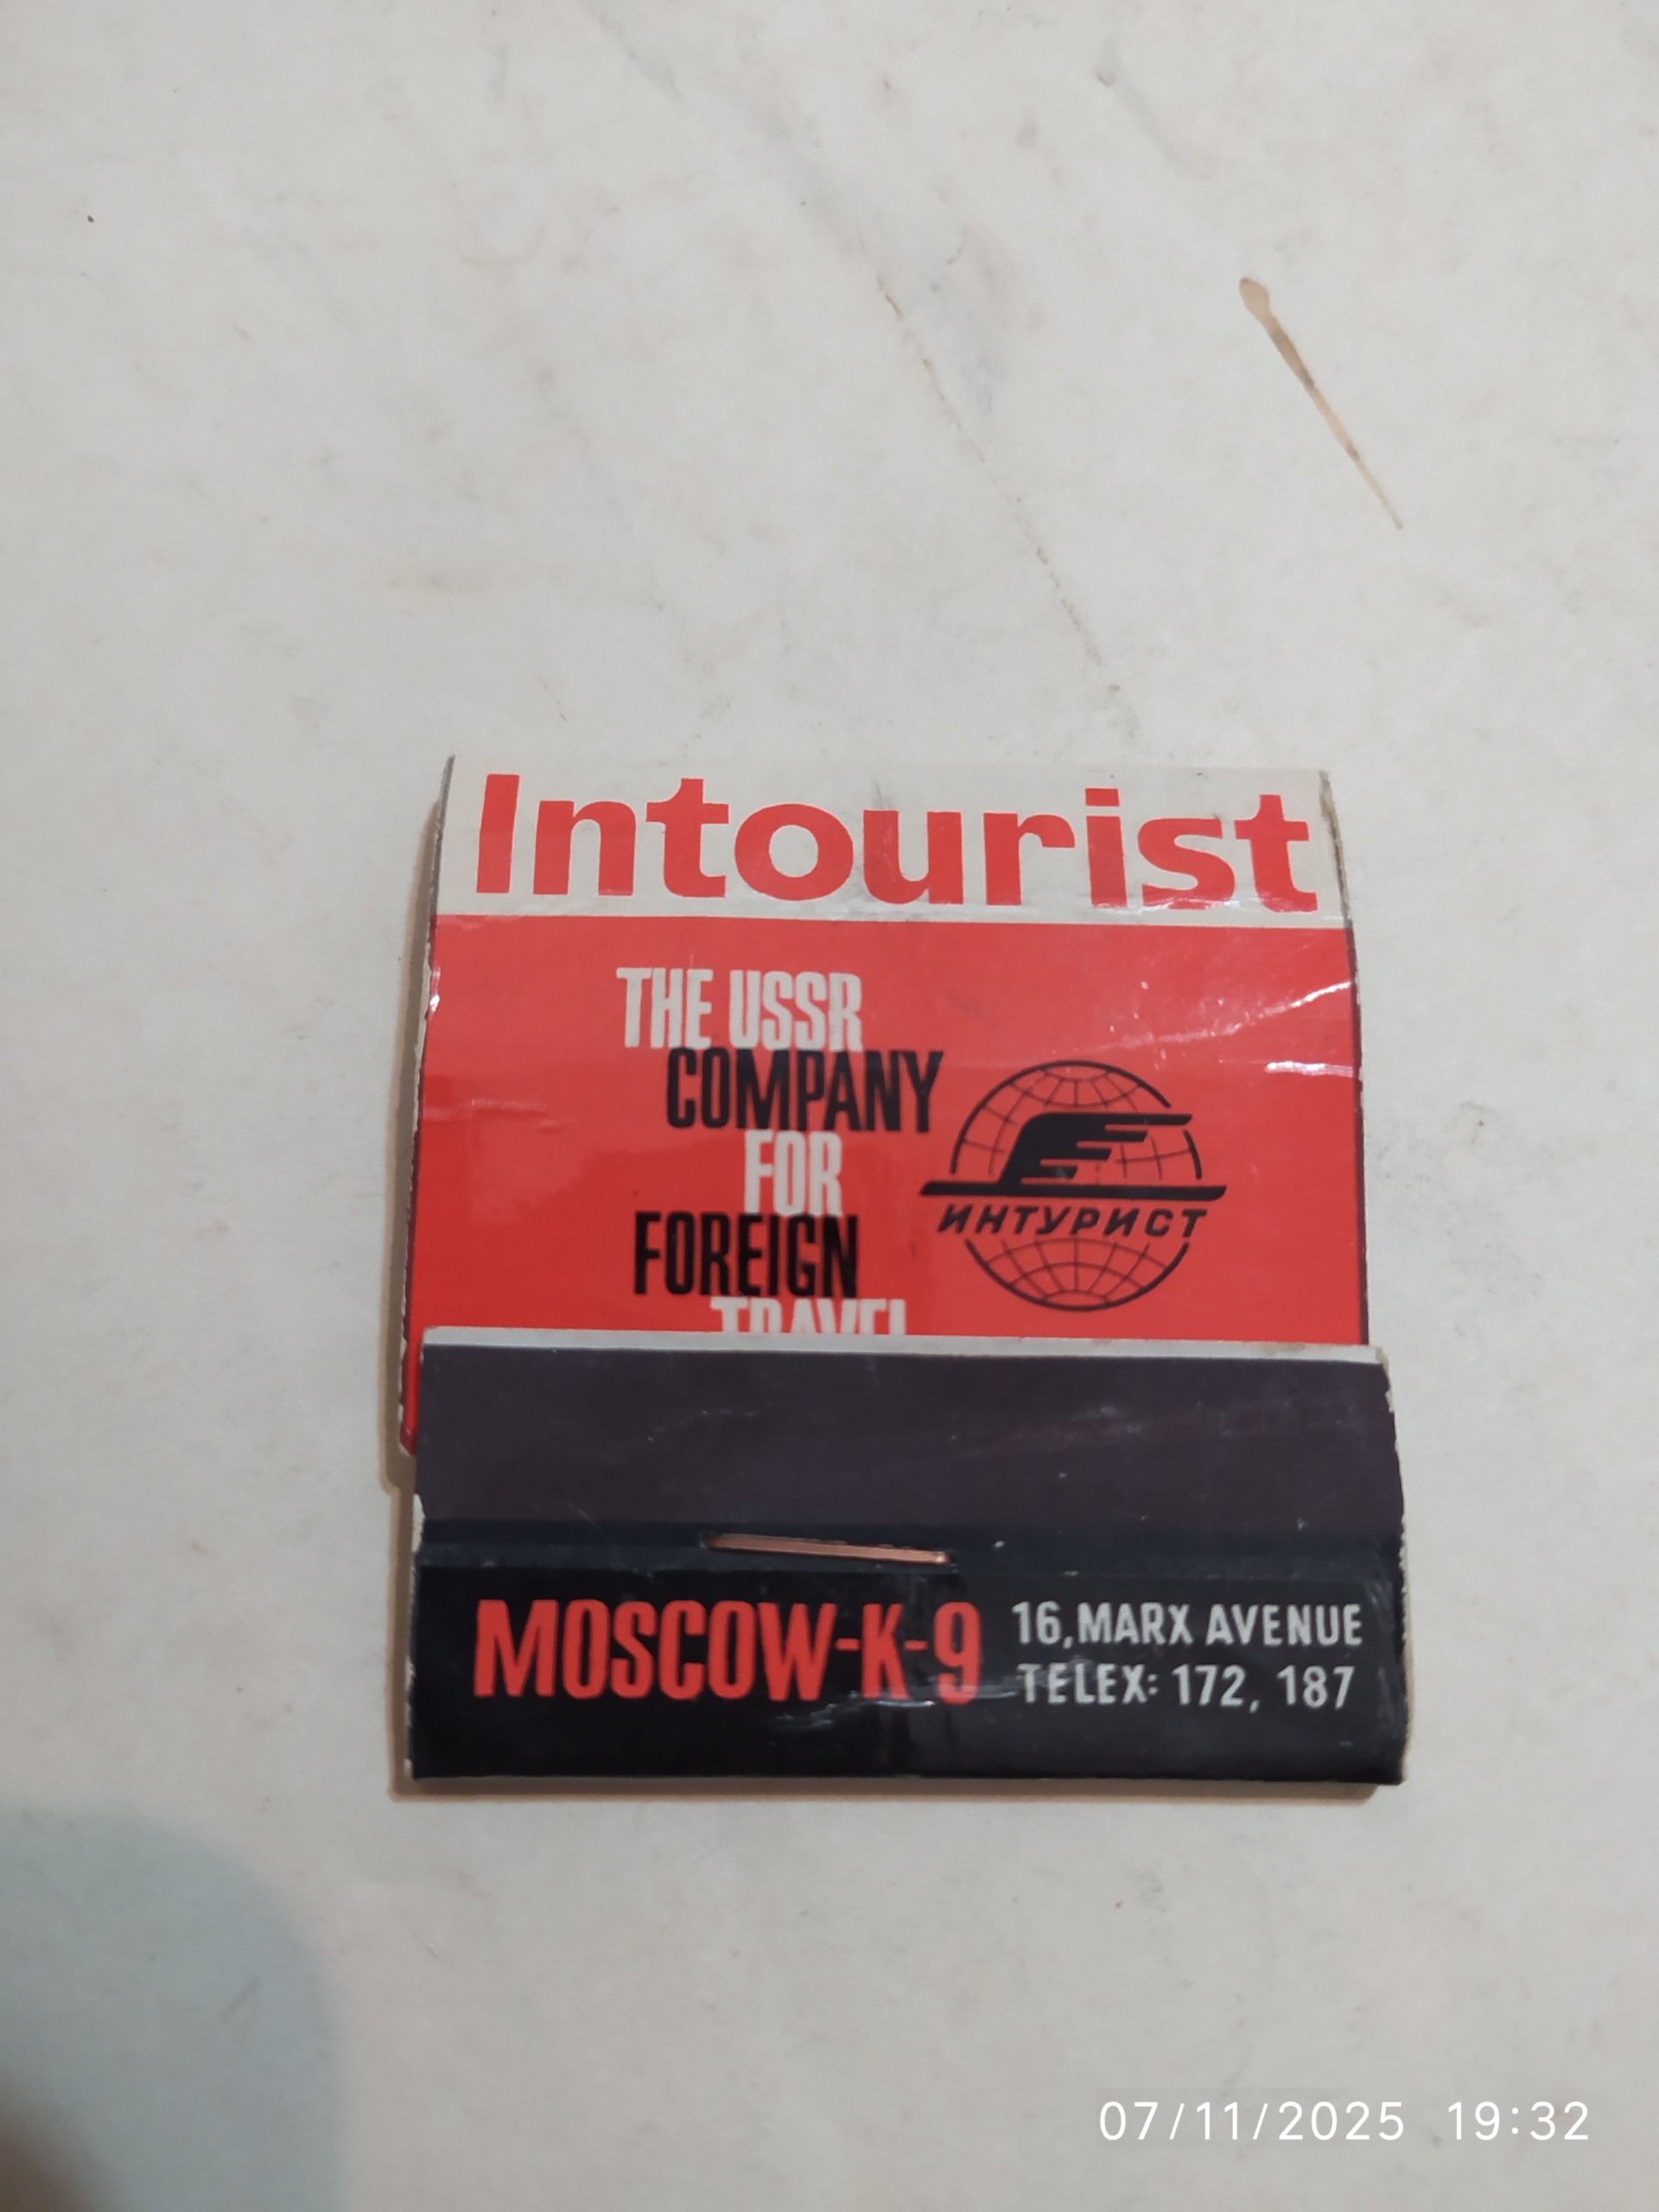 Intourist
THE USSR
COMPANY
FOR
FOREIGN
TRAVEL
ИНТУРИСТ
MOSCOW-K-9
16, MARX AVENUE
TELEX: 172, 187
07/11/2025 19:32